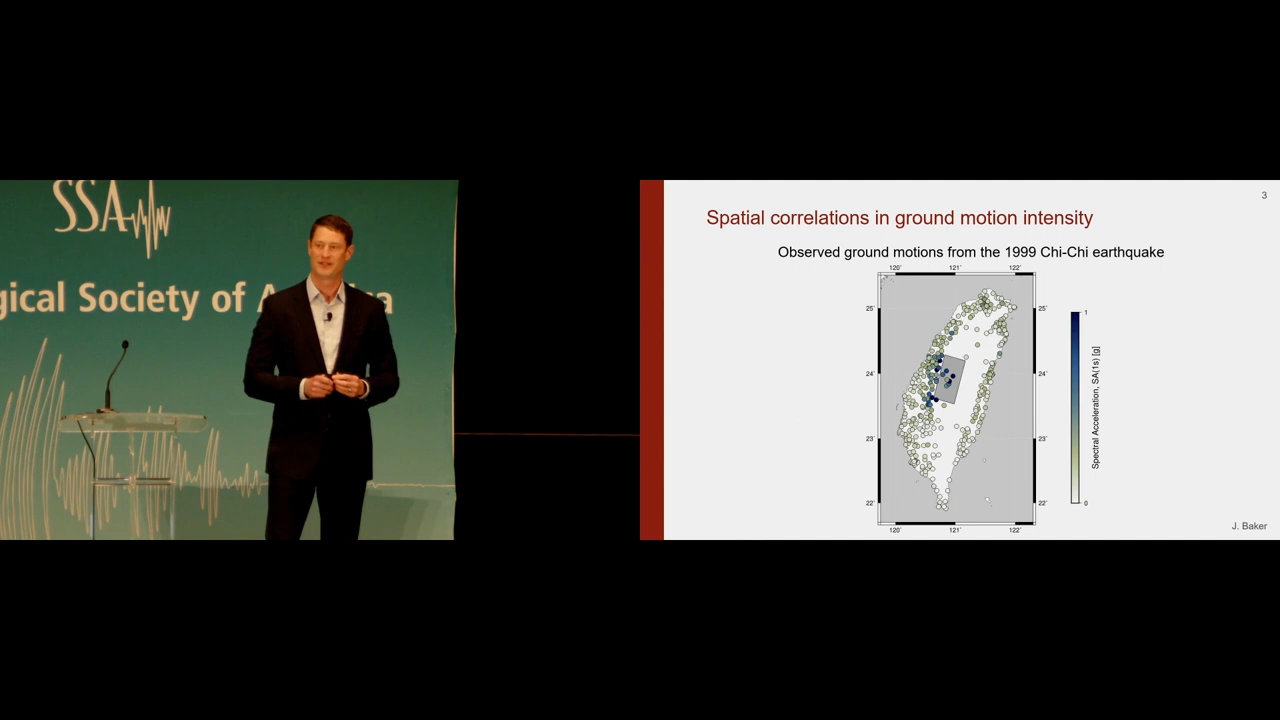 SSA
gical Society of A ca
3
Spatial correlations in ground motion intensity
Observed ground motions from the 1999 Chi-Chi earthquake
120˚ 121˚ 122˚
25˚ 25˚
24˚ 24˚
23˚ 23˚
22˚ 22˚
120˚ 121˚ 122˚
1
Spectral Acceleration, SA(1s) [g]
0
J. Baker